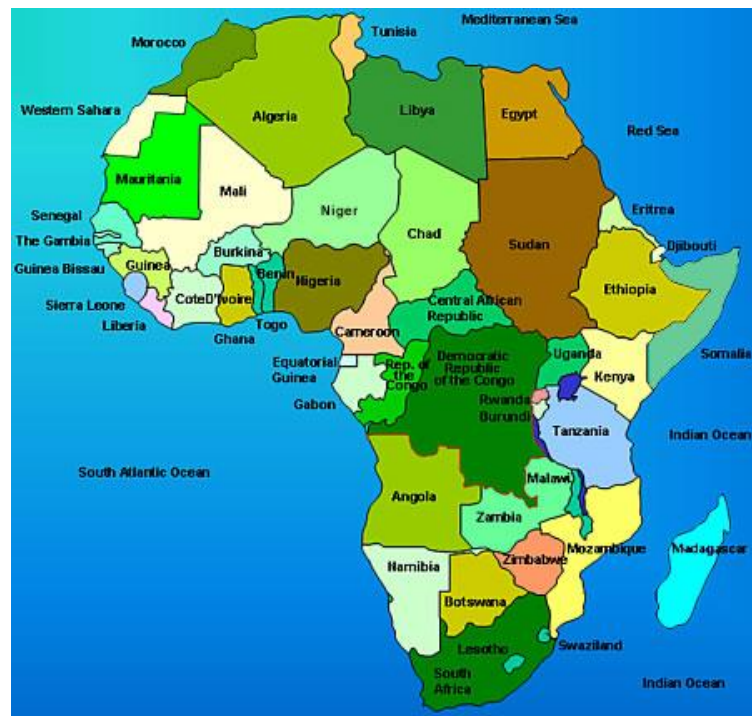 Mediterranean Sea
Tunisia
Morocco
Western Sahara
Algeria
Libya
Egypt
Red Sea
Mauritania
Mali
Niger
Chad
Sudan
Eritrea
Senegal
The Gambia
Guinea Bissau
Guinea
Burkina
Benin
Nigeria
Djibouti
Ethiopia
Sierra Leone
Liberia
CoteD'Ivoire
Ghana
Togo
Central African
Republic
Cameroon
Somalia
Equatorial
Guinea
Gabon
Rep. of
the
Congo
Democratic
Republic
of the Congo
Uganda
Kenya
Rwanda
Burundi
Tanzania
Indian Ocean
South Atlantic Ocean
Angola
Malawi
Zambia
Mozambique
Madagascar
Zimbabwe
Namibia
Botswana
Swaziland
Lesotho
South
Africa
Indian Ocean